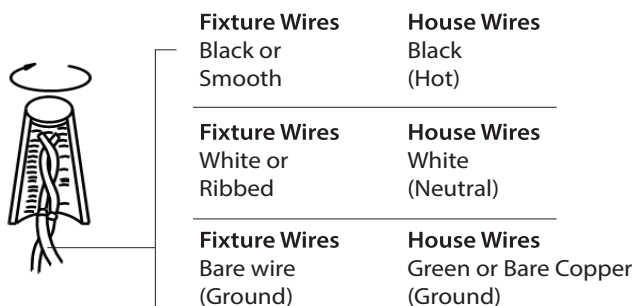 Fixture Wires House Wires
Black or Black
Smooth (Hot)
Fixture Wires House Wires
White or White
Ribbed (Neutral)
Fixture Wires House Wires
Bare wire Green or Bare Copper
(Ground) (Ground)